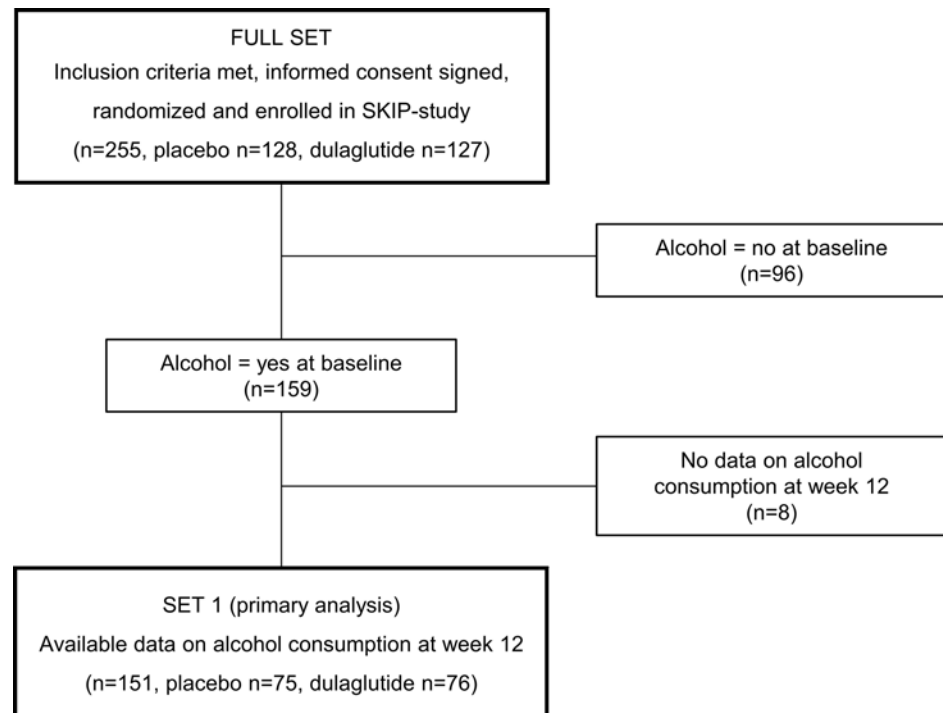 FULL SET
Inclusion criteria met, informed consent signed,
randomized and enrolled in SKIP-study
(n=255, placebo n=128, dulaglutide n=127)
Alcohol = no at baseline
(n=96)
Alcohol = yes at baseline
(n=159)
No data on alcohol
consumption at week 12
(n=8)
SET 1 (primary analysis)
Available data on alcohol consumption at week 12
(n=151, placebo n=75, dulaglutide n=76)